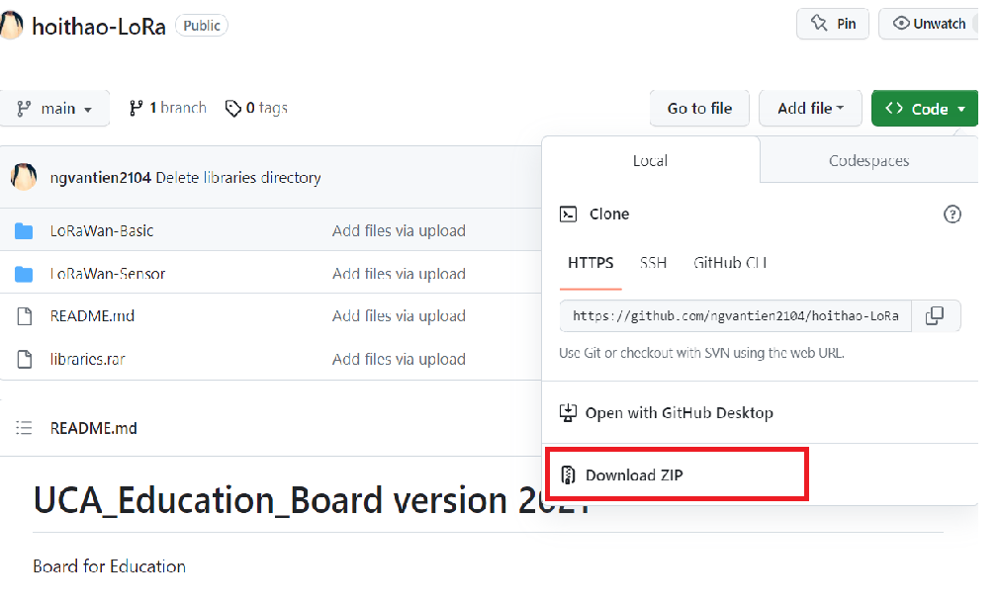 hoithao-LoRa Public Pin Unwatch
main 1 branch 0 tags Go to file Add file Code
Local Codespaces
ngvantien2104 Delete libraries directory
Clone
LoRaWan-Basic Add files via upload
HTTPS SSH GitHub CLI
LoRaWan-Sensor Add files via upload
README.md Add files via upload
https://github.com/ngvantien2104/hoithao-LoRa
Use Git or checkout with SVN using the web URL.
libraries.rar Add files via upload
Open with GitHub Desktop
README.md
Download ZIP
UCA_Education_Board version 2021
Board for Education